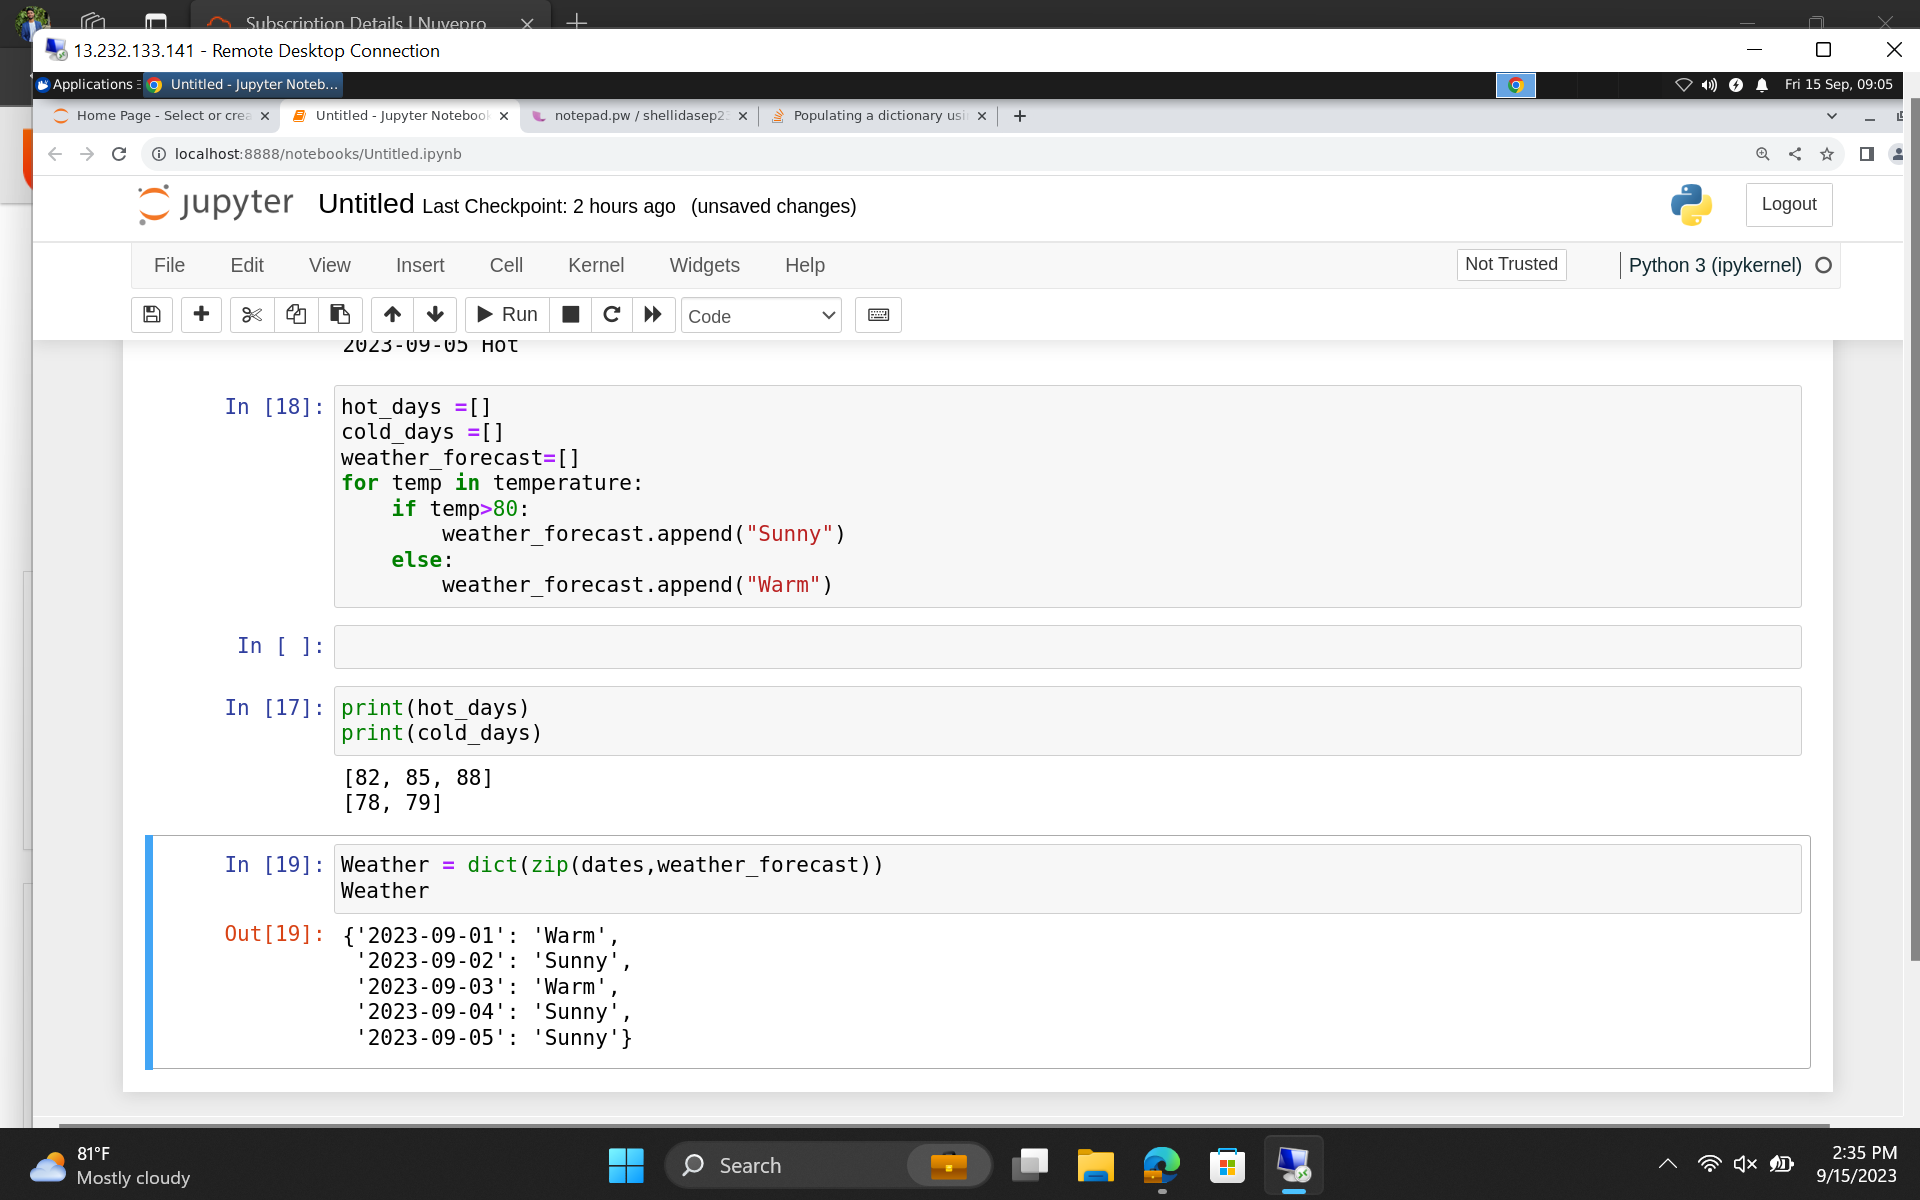 Subscription Details | Nuvepro
13.232.133.141 - Remote Desktop Connection
Applications
Untitled - Jupyter Noteb...
Fri 15 Sep, 09:05
Home Page - Select or crea
Untitled - Jupyter Notebook
notepad.pw / shellidasep23
Populating a dictionary usi
localhost:8888/notebooks/Untitled.ipynb
jupyter Untitled Last Checkpoint: 2 hours ago (unsaved changes)
Logout
File Edit View Insert Cell Kernel Widgets Help
Not Trusted
Python 3 (ipykernel)
Run
Code
2023-09-05 Hot
In [18]: hot_days =[]
cold_days =[]
weather_forecast=[]
for temp in temperature:
    if temp>80:
        weather_forecast.append("Sunny")
    else:
        weather_forecast.append("Warm")
In [ ]:
In [17]: print(hot_days)
print(cold_days)
[82, 85, 88]
[78, 79]
In [19]: Weather = dict(zip(dates,weather_forecast))
Weather
Out[19]: {'2023-09-01': 'Warm',
 '2023-09-02': 'Sunny',
 '2023-09-03': 'Warm',
 '2023-09-04': 'Sunny',
 '2023-09-05': 'Sunny'}
81°F
Mostly cloudy
Search
2:35 PM
9/15/2023